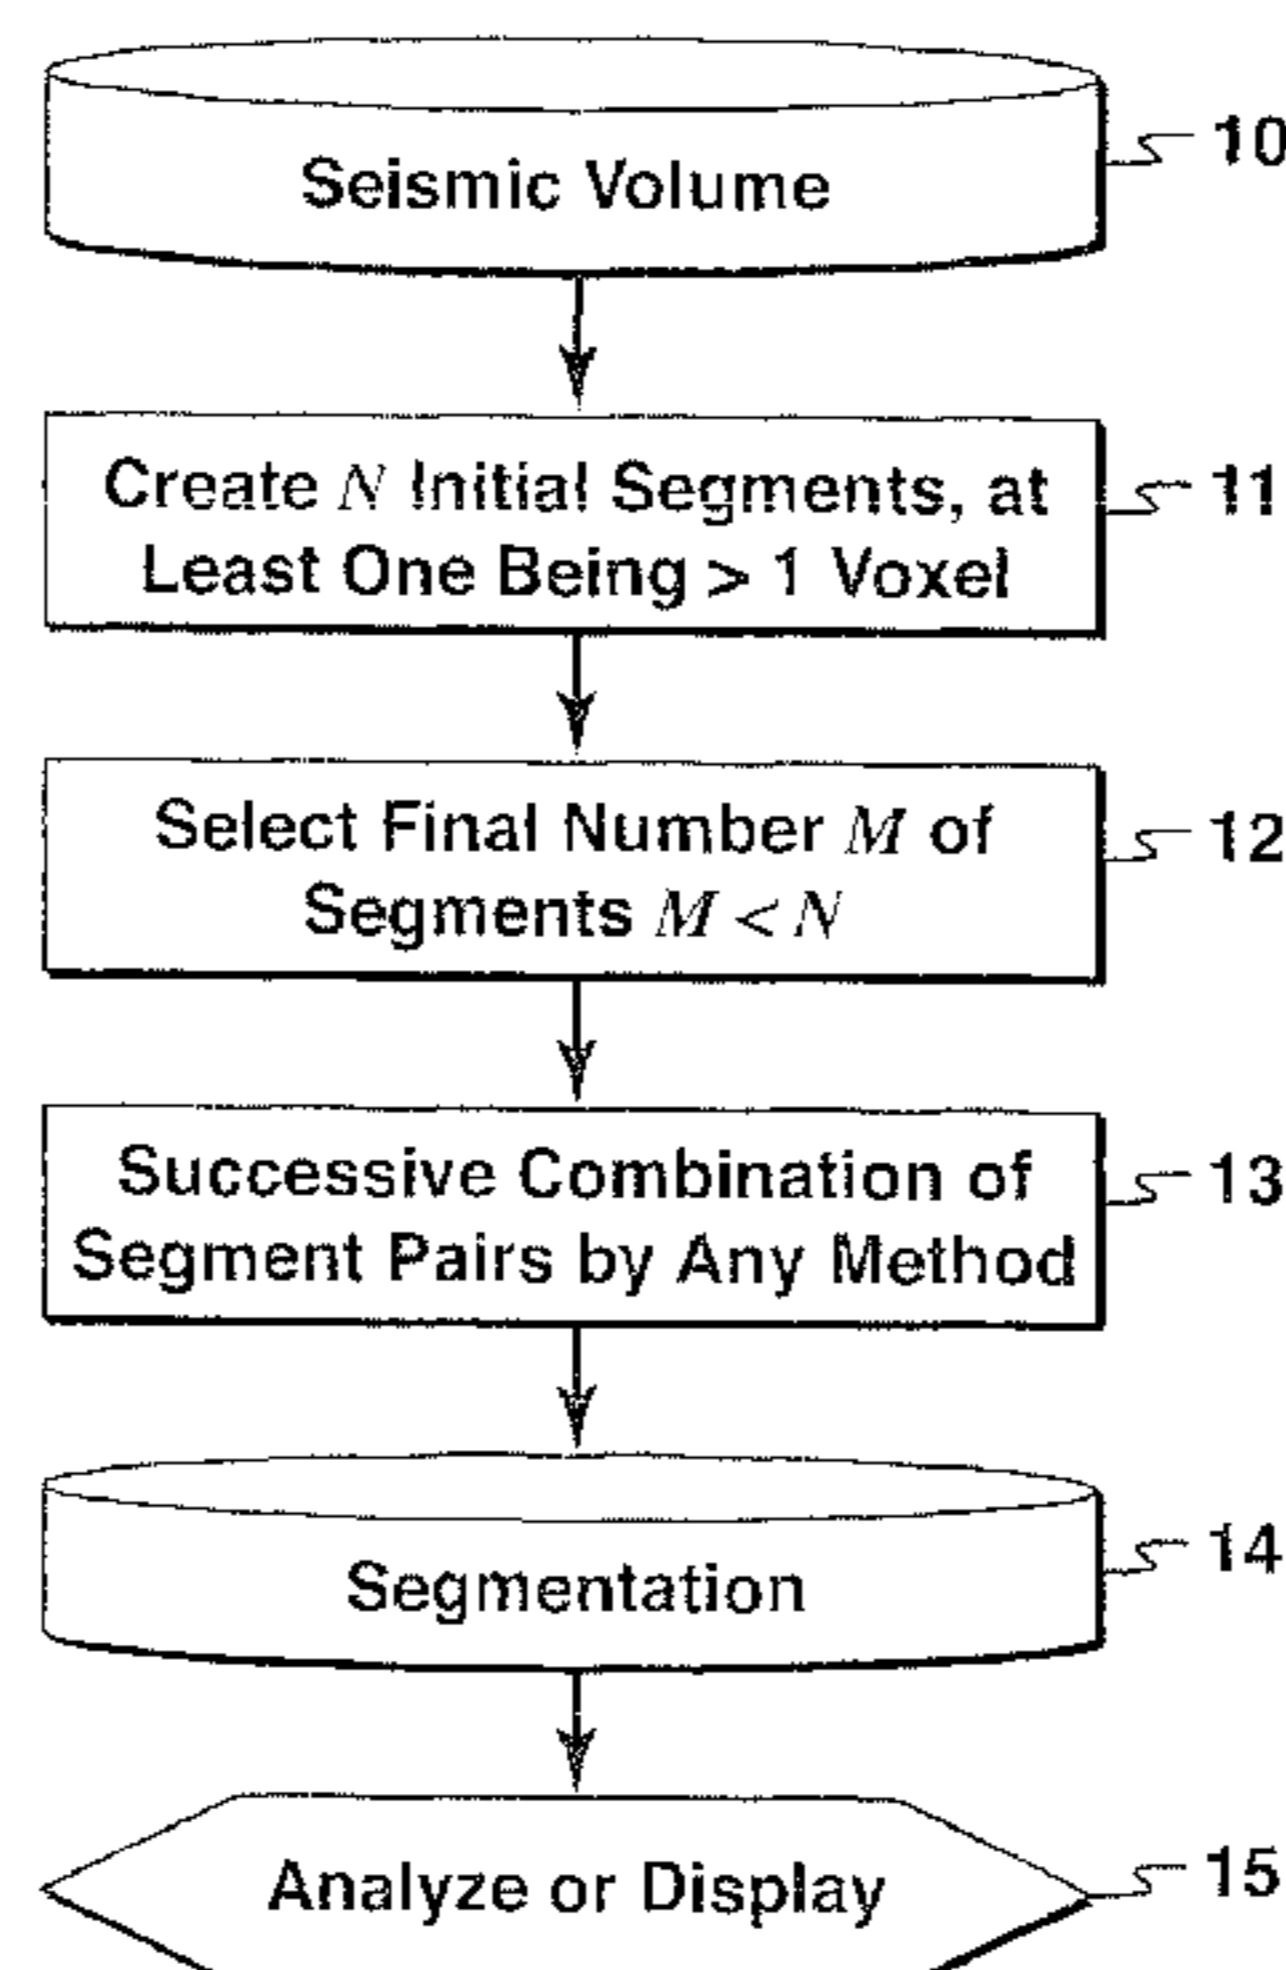 Seismic Volume
10
Create N Initial Segments, at
Least One Being > 1 Voxel
11
Select Final Number M of
Segments M < N
12
Successive Combination of
Segment Pairs by Any Method
13
Segmentation
14
Analyze or Display
15